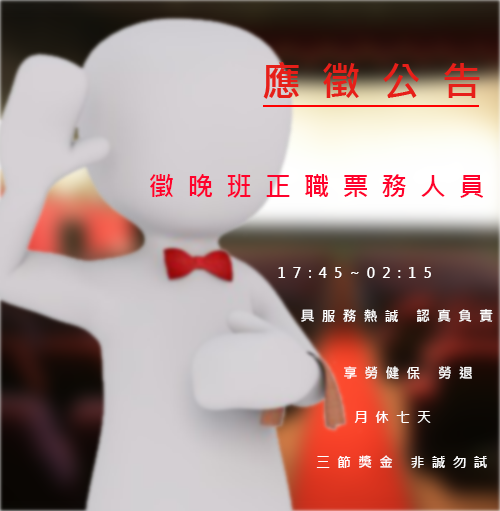 應徵公告
徵晚班正職票務人員
17:45~02:15
具服務熱誠 認真負責
享勞健保 勞退
月休七天
三節獎金 非誠勿試